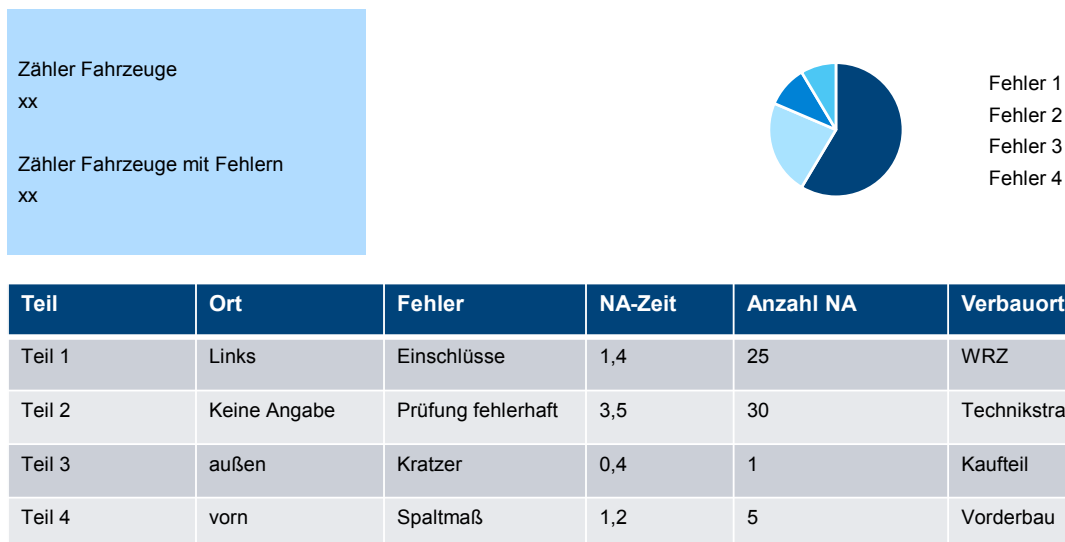 Zähler Fahrzeuge
xx
Zähler Fahrzeuge mit Fehlern
xx
Fehler 1
Fehler 2
Fehler 3
Fehler 4
Teil Ort Fehler NA-Zeit Anzahl NA Verbauort
Teil 1 Links Einschlüsse 1,4 25 WRZ
Teil 2 Keine Angabe Prüfung fehlerhaft 3,5 30 Technikstra
Teil 3 außen Kratzer 0,4 1 Kaufteil
Teil 4 vorn Spaltmaß 1,2 5 Vorderbau